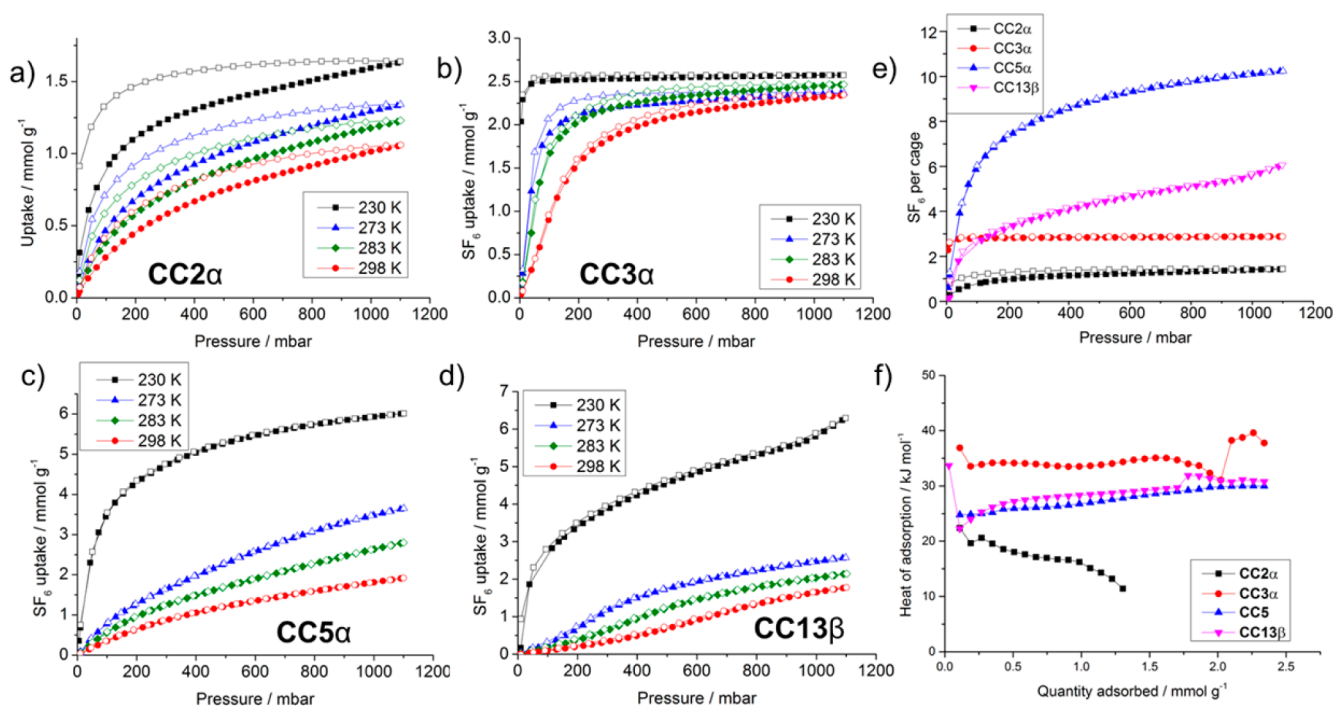 a)
Uptake / mmol g-1
1.5
1.0
0.5
0.0
0 200 400 600 800 1000 1200
Pressure / mbar
230 K
273 K
283 K
298 K
CC2α
b)
SF6 uptake / mmol g-1
3.0
2.5
2.0
1.5
1.0
0.5
0.0
0 200 400 600 800 1000 1200
Pressure / mbar
230 K
273 K
283 K
298 K
CC3α
e)
SF6 per cage
12
10
8
6
4
2
0
0 200 400 600 800 1000 1200
Pressure / mbar
CC2α
CC3α
CC5α
CC13β
c)
SF6 uptake / mmol g-1
6
5
4
3
2
1
0
0 200 400 600 800 1000 1200
Pressure / mbar
230 K
273 K
283 K
298 K
CC5α
d)
SF6 uptake / mmol g-1
7
6
5
4
3
2
1
0
0 200 400 600 800 1000 1200
Pressure / mbar
230 K
273 K
283 K
298 K
CC13β
f)
Heat of adsorption / kJ mol-1
50
40
30
20
10
0
0.0 0.5 1.0 1.5 2.0 2.5
Quantity adsorbed / mmol g-1
CC2α
CC3α
CC5
CC13β